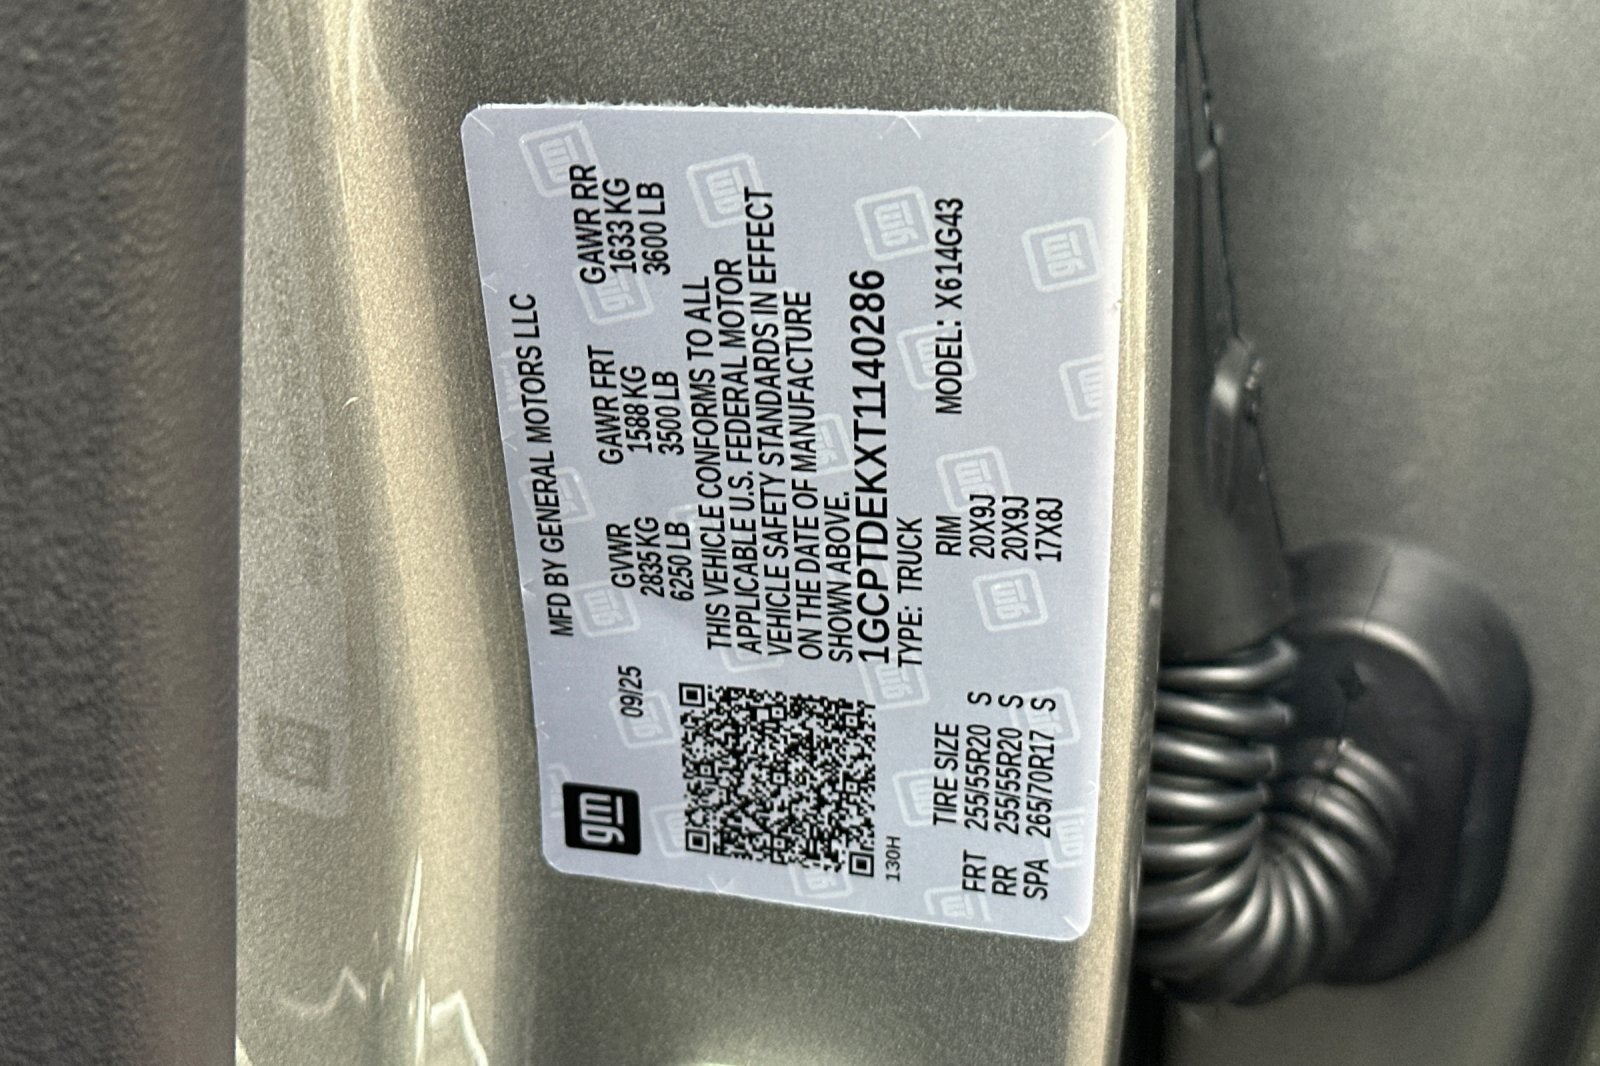 gm
MFD BY GENERAL MOTORS LLC
09/25
GVWR GAWR FRT GAWR RR
2835 KG 1588 KG 1633 KG
6250 LB 3500 LB 3600 LB
THIS VEHICLE CONFORMS TO ALL
APPLICABLE U.S. FEDERAL MOTOR
VEHICLE SAFETY STANDARDS IN EFFECT
ON THE DATE OF MANUFACTURE
SHOWN ABOVE.
1GCPTDEKXT1140286
TYPE: TRUCK MODEL: X614G43
130H
TIRE SIZE RIM
FRT 255/55R20 S 20X9J
RR 255/55R20 S 20X9J
SPA 265/70R17 S 17X8J